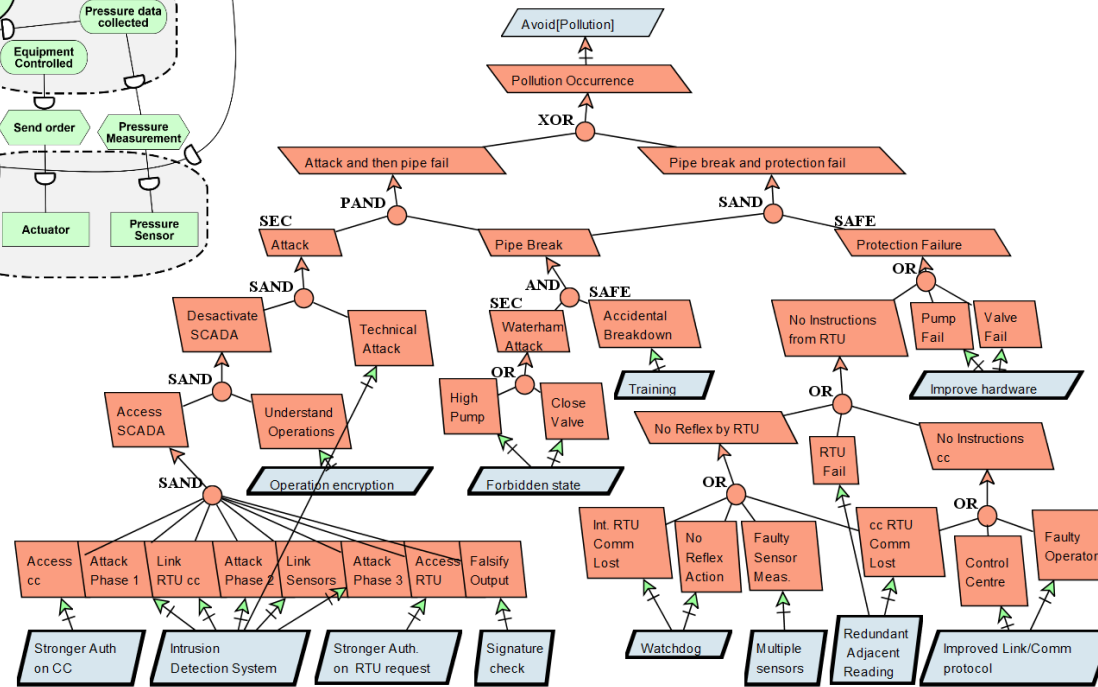 Pressure data
collected
Equipment
Controlled
Send order
Pressure
Measurement
Actuator
Pressure
Sensor
Avoid[Pollution]
Pollution Occurrence
XOR
Attack and then pipe fail
Pipe break and protection fail
PAND
SAND
SEC
Attack
Pipe Break
SAFE
Protection Failure
SAND
AND
OR
Desactivate
SCADA
Technical
Attack
SEC
Waterham
Attack
SAFE
Accidental
Breakdown
No Instructions
from RTU
Pump
Fail
Valve
Fail
SAND
OR
Training
Improve hardware
Access
SCADA
Understand
Operations
High
Pump
Close
Valve
OR
No Reflex by RTU
RTU
Fail
No Instructions
cc
SAND
Operation encryption
Forbidden state
OR
OR
Access
cc
Attack
Phase 1
Link
RTU cc
Attack
Phase 2
Link
Sensors
Attack
Phase 3
Access
RTU
Falsify
Output
Int. RTU
Comm
Lost
No
Reflex
Action
Faulty
Sensor
Meas.
cc RTU
Comm
Lost
Control
Centre
Faulty
Operator
Stronger Auth
on CC
Intrusion
Detection System
Stronger Auth.
on RTU request
Signature
check
Watchdog
Multiple
sensors
Redundant
Adjacent
Reading
Improved Link/Comm
protocol